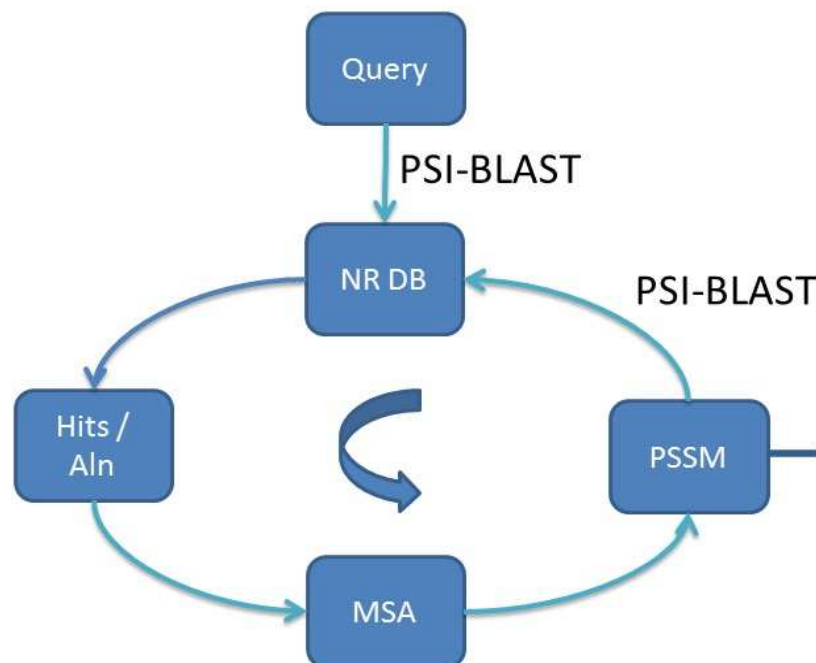 Query
PSI-BLAST
NR DB
PSI-BLAST
Hits /
Aln
PSSM
MSA